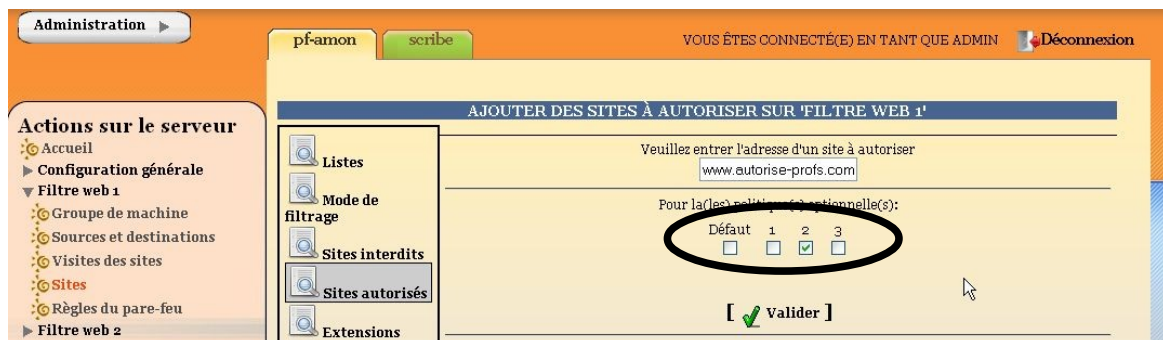 Administration
pf-amon
scribe
VOUS ÊTES CONNECTÉ(E) EN TANT QUE ADMIN
Déconnexion
Actions sur le serveur
Accueil
Configuration générale
Filtre web 1
Groupe de machine
Sources et destinations
Visites des sites
Sites
Règles du pare-feu
Filtre web 2
AJOUTER DES SITES À AUTORISER SUR 'FILTRE WEB 1'
Listes
Mode de
filtrage
Sites interdits
Sites autorisés
Extensions
Veuillez entrer l'adresse d'un site à autoriser
www.autorise-profs.com
Pour la(les) politique(s) optionnelle(s):
Défaut 1 2 3
[ Valider ]